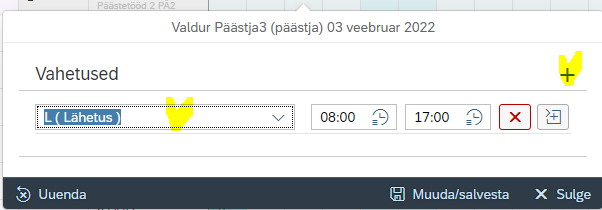 Päästetööd 2 PÄ2
Valdur Päästja3 (päästja) 03 veebruar 2022
Vahetused
L ( Lähetus )
08:00
17:00
Uuenda
Muuda/salvesta
Sulge